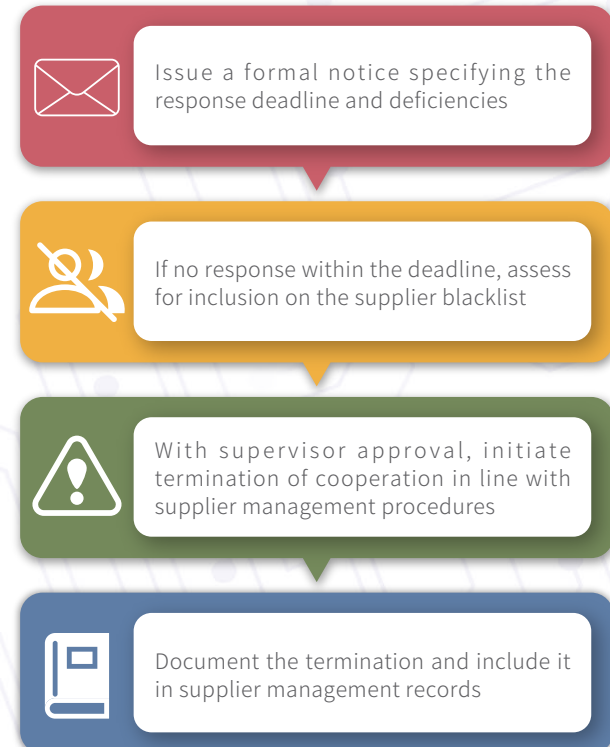 Issue a formal notice specifying the
response deadline and deficiencies
If no response within the deadline, assess
for inclusion on the supplier blacklist
With supervisor approval, initiate
termination of cooperation in line with
supplier management procedures
Document the termination and include it
in supplier management records